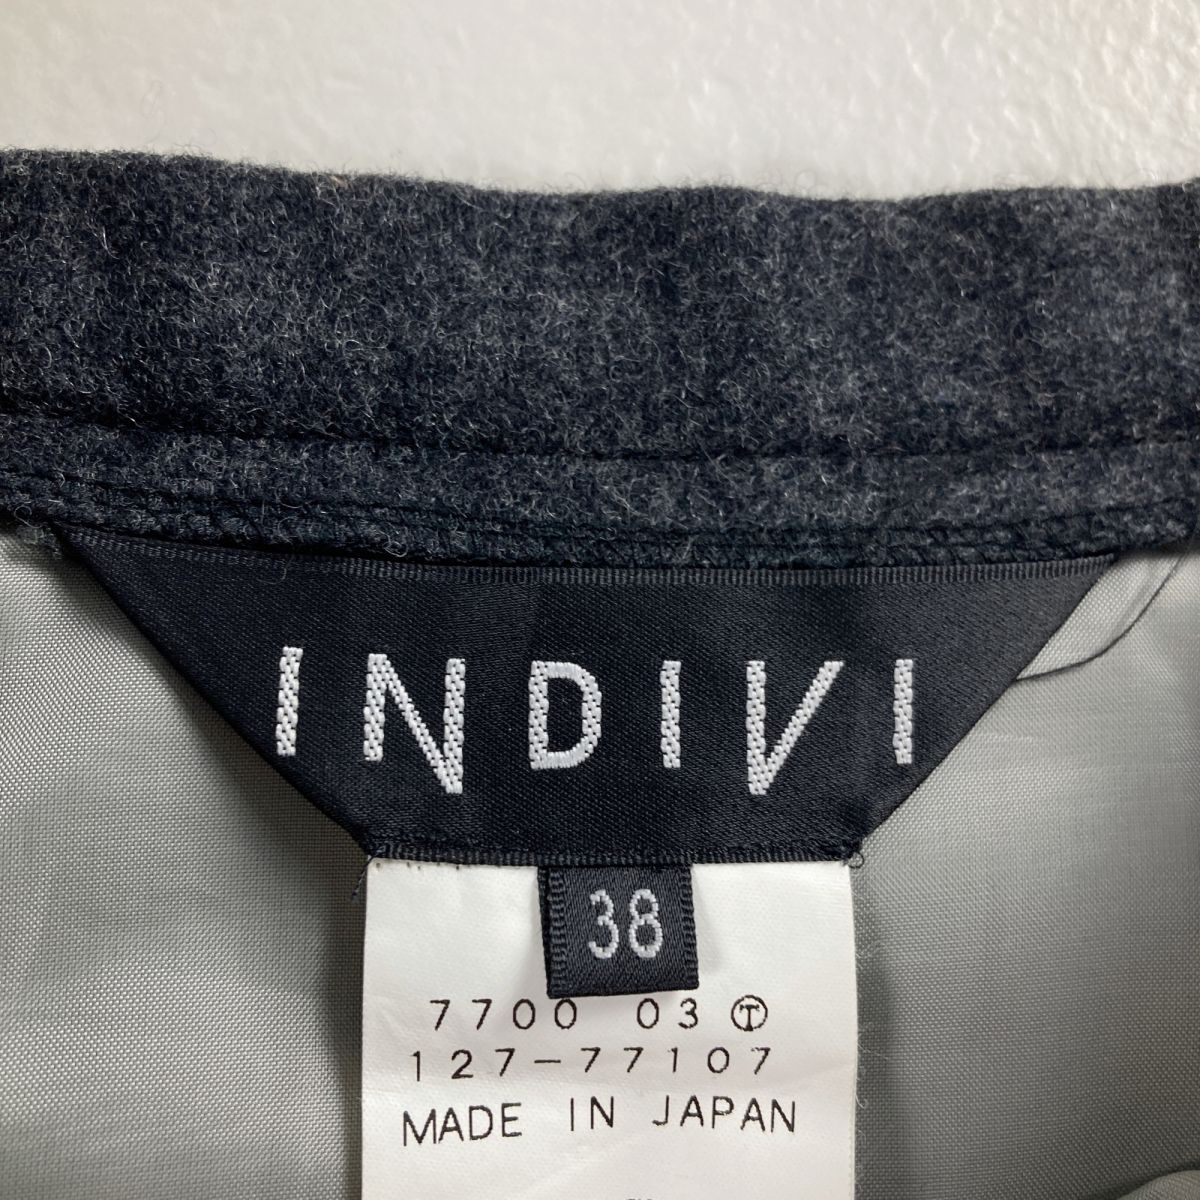 INDIVI
38
7700 03 Ⓣ
127-77107
MADE IN JAPAN